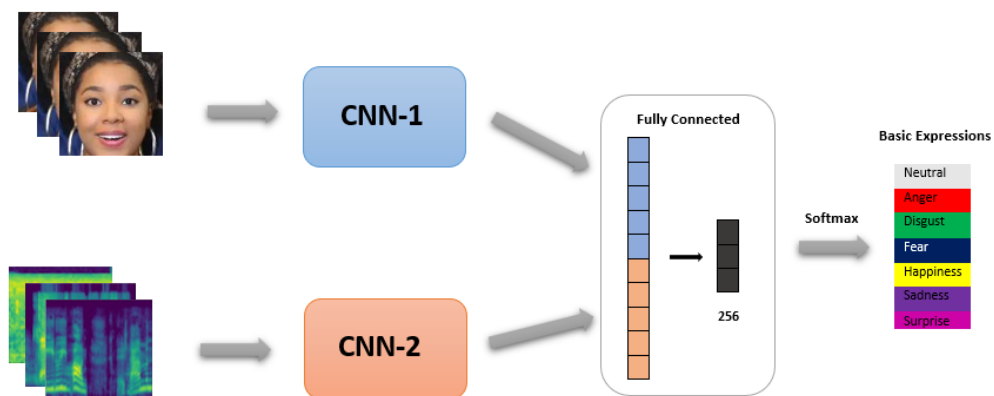 CNN-1
Fully Connected
Basic Expressions
Neutral
Anger
Disgust
Fear
Happiness
Sadness
Surprise
Softmax
256
CNN-2